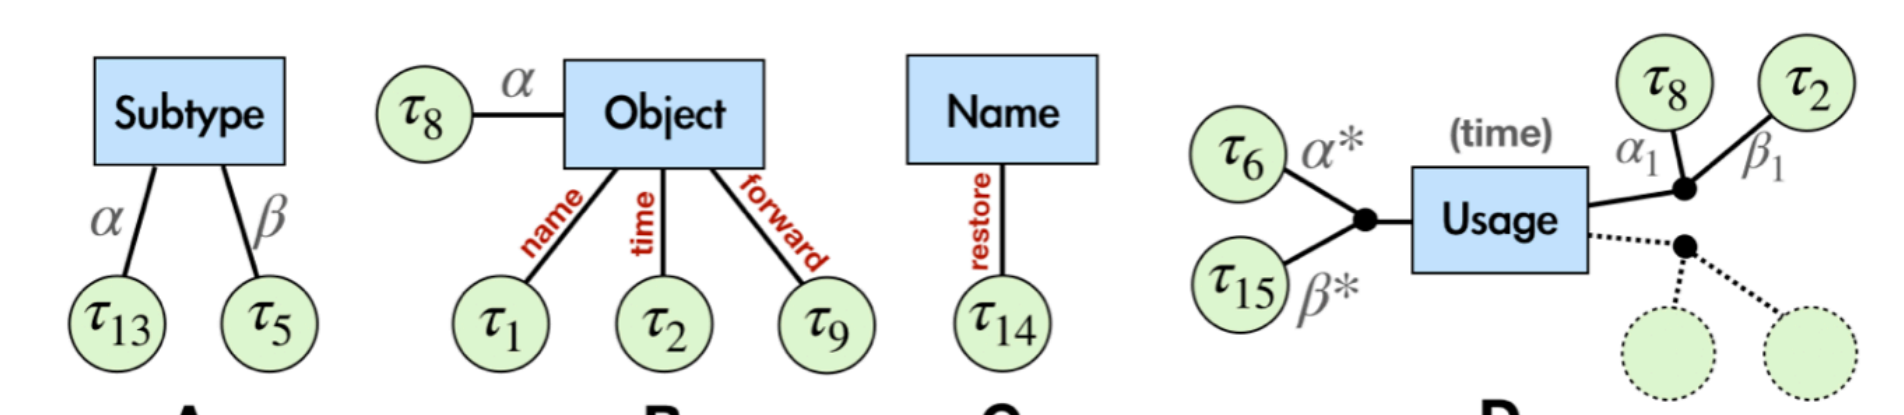 Subtype
α
β
τ13
τ5
τ8
α
Object
name
time
forward
τ1
τ2
τ9
Name
restore
τ14
τ6
α*
τ15
β*
(time)
Usage
τ8
τ2
α1
β1